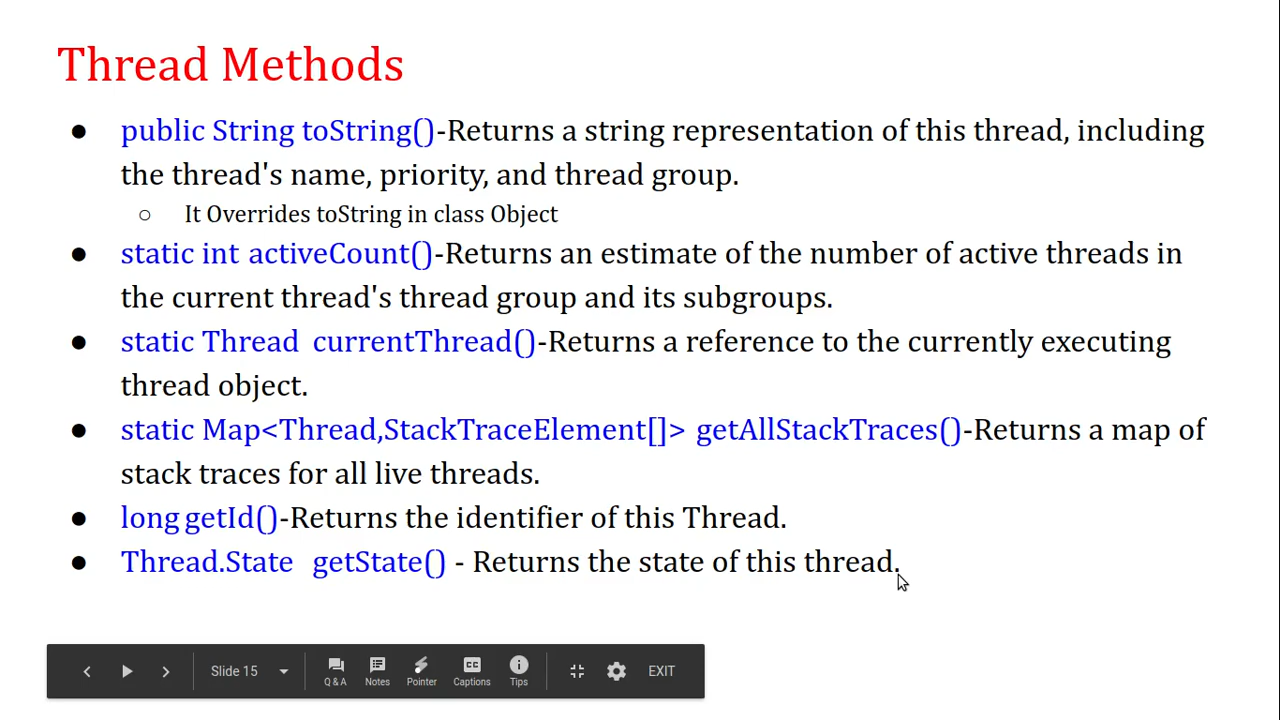 Thread Methods
● public String toString()-Returns a string representation of this thread, including
the thread's name, priority, and thread group.
○ It Overrides toString in class Object
● static int activeCount()-Returns an estimate of the number of active threads in
the current thread's thread group and its subgroups.
● static Thread currentThread()-Returns a reference to the currently executing
thread object.
● static Map<Thread,StackTraceElement[]> getAllStackTraces()-Returns a map of
stack traces for all live threads.
● long getId()-Returns the identifier of this Thread.
● Thread.State getState() - Returns the state of this thread.
Slide 15 Q & A Notes Pointer CC Captions Tips EXIT